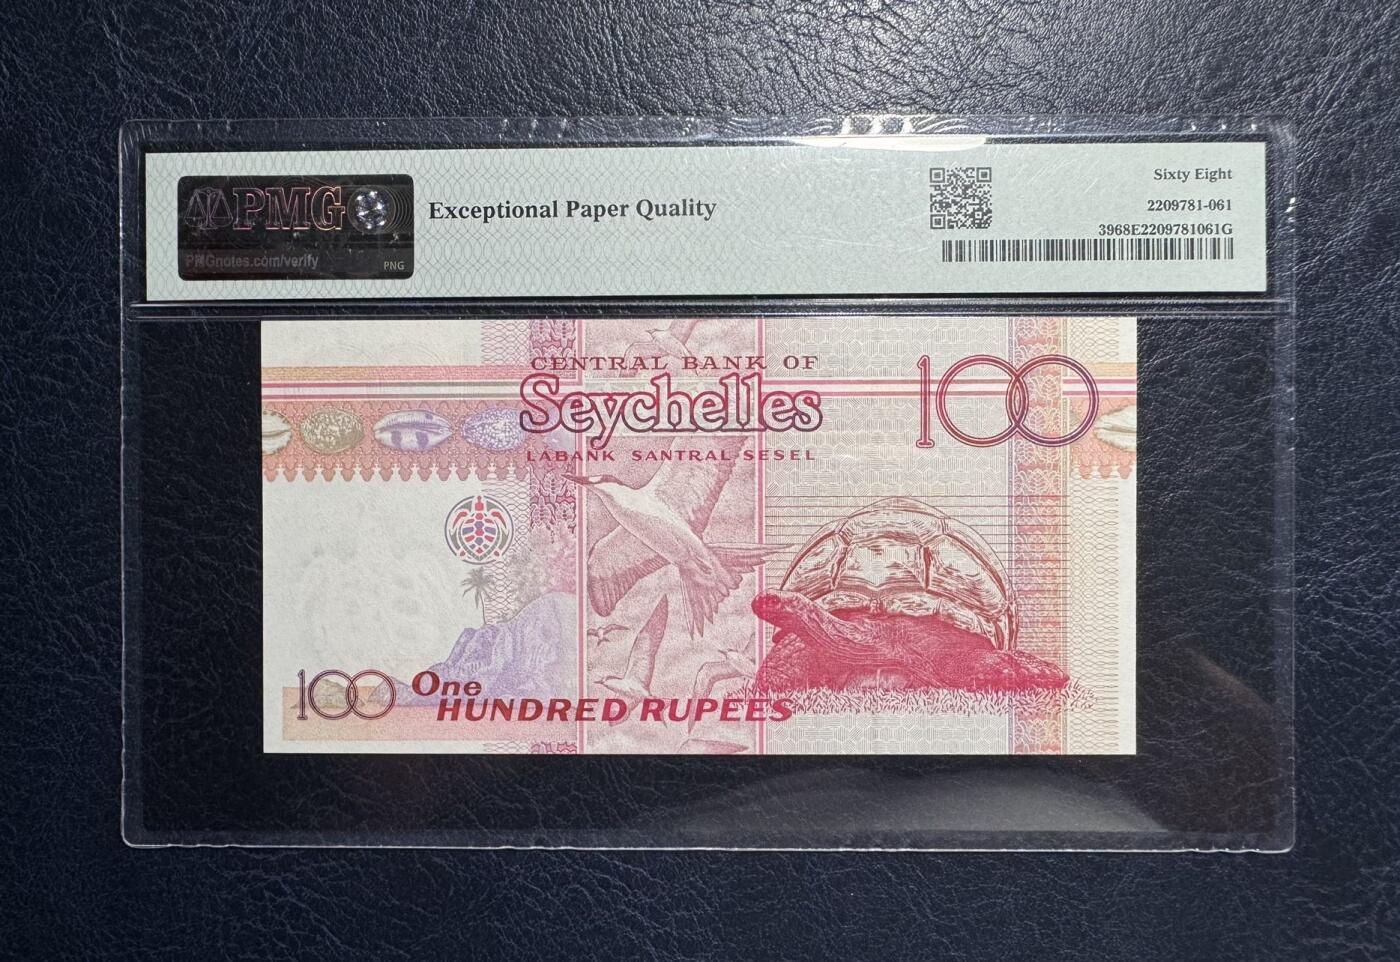 PMG
PMGnotes.com/verify
PNG
Exceptional Paper Quality
Sixty Eight
2209781-061
3968E2209781061G
CENTRAL BANK OF
Seychelles
LABANK SANTRAL SESEL
100
100
One
HUNDRED RUPEES